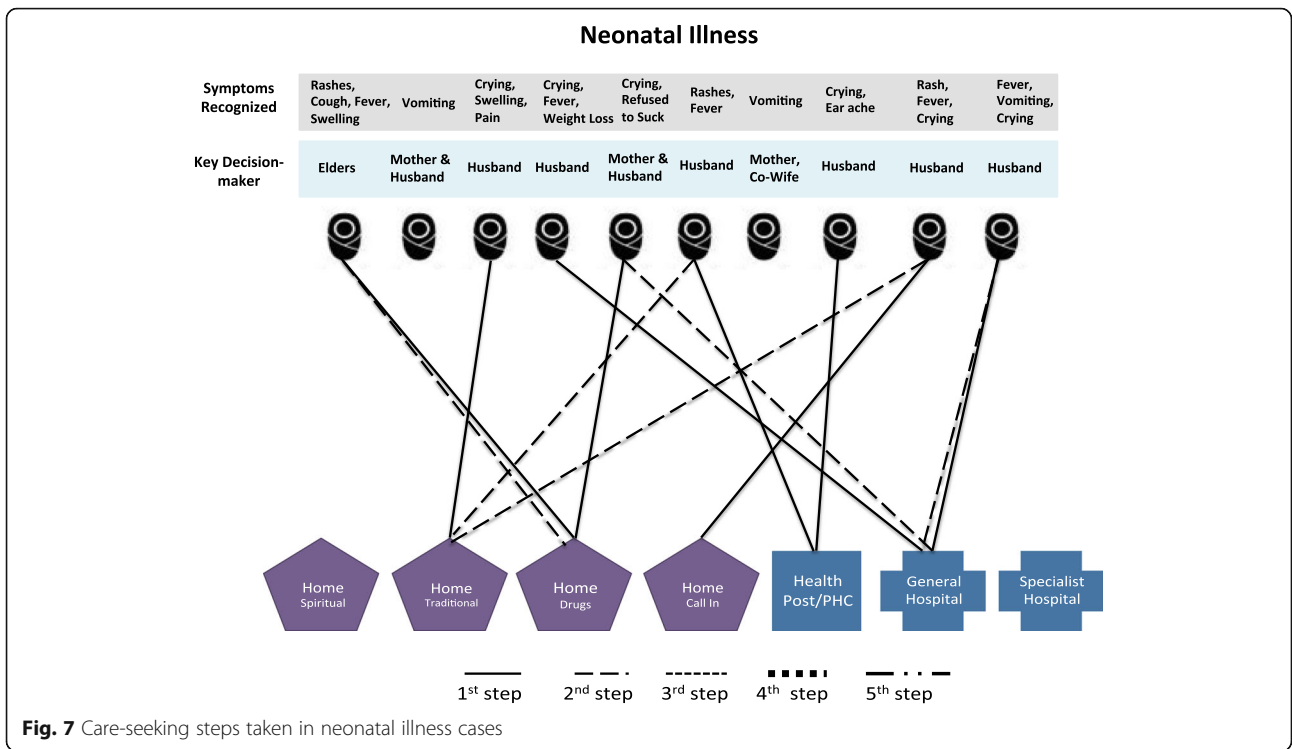 Neonatal Illness
Symptoms
Recognized
Rashes,
Cough, Fever,
Swelling
Vomiting
Crying,
Swelling,
Pain
Crying,
Fever,
Weight Loss
Crying,
Refused
to Suck
Rashes,
Fever
Vomiting
Crying,
Ear ache
Rash,
Fever,
Crying
Fever,
Vomiting,
Crying
Key Decision-
maker
Elders
Mother &
Husband
Husband
Husband
Mother &
Husband
Husband
Mother,
Co-Wife
Husband
Husband
Husband
Home
Spiritual
Home
Traditional
Home
Drugs
Home
Call In
Health
Post/PHC
General
Hospital
Specialist
Hospital
1st step
2nd step
3rd step
4th step
5th step
Fig. 7 Care-seeking steps taken in neonatal illness cases